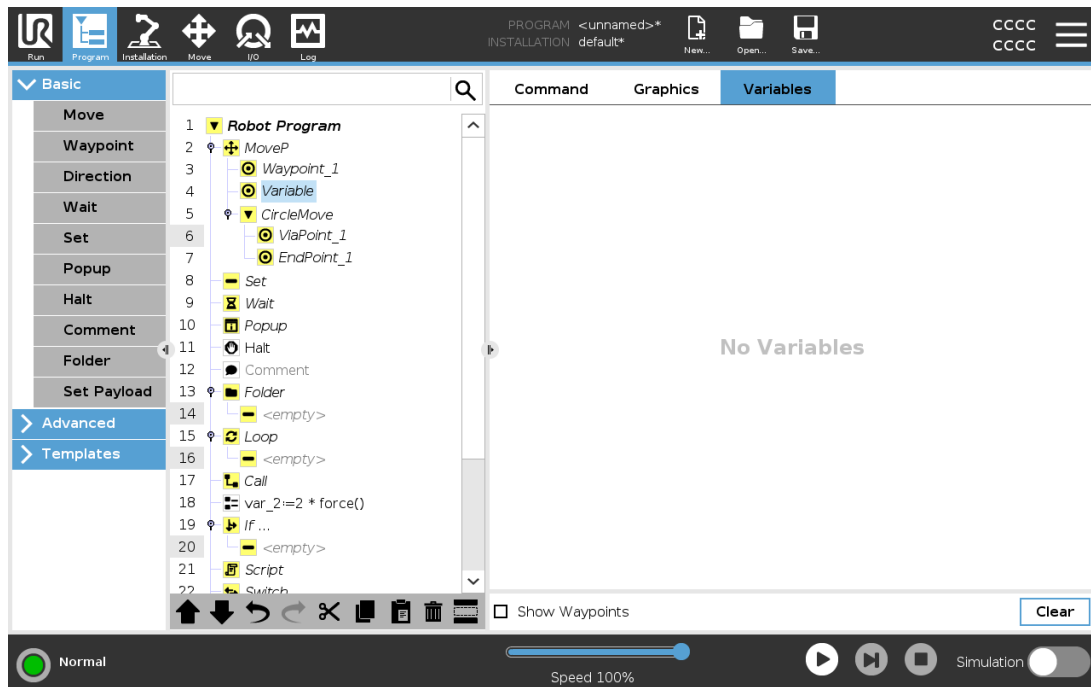 PROGRAM <unnamed>*
INSTALLATION default*
CCCC
CCCC
Run Program Installation Move I/O Log New... Open... Save...
Basic
Move
Waypoint
Direction
Wait
Set
Popup
Halt
Comment
Folder
Set Payload
Advanced
Templates
1 Robot Program
2 MoveP
3 Waypoint_1
4 Variable
5 CircleMove
6 ViaPoint_1
7 EndPoint_1
8 Set
9 Wait
10 Popup
11 Halt
12 Comment
13 Folder
14 <empty>
15 Loop
16 <empty>
17 Call
18 var_2:=2 * force()
19 If ...
20 <empty>
21 Script
22 Switch
Command Graphics Variables
No Variables
Show Waypoints Clear
Normal
Speed 100%
Simulation